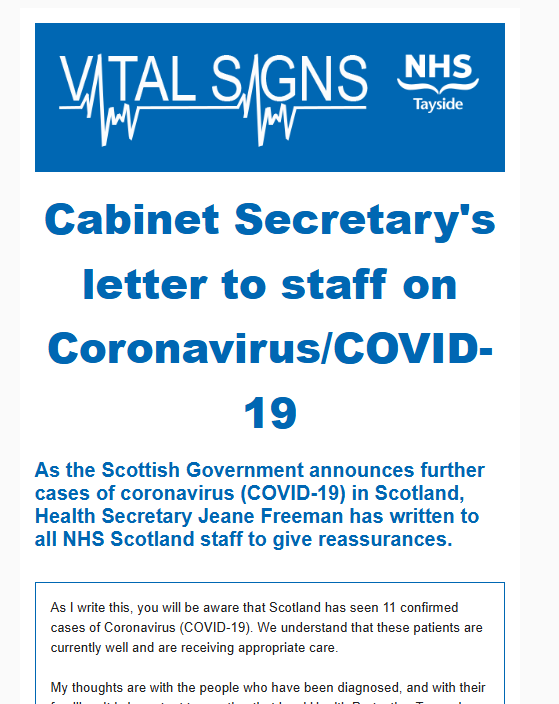 VITAL SIGNS
NHS
Tayside
Cabinet Secretary's
letter to staff on
Coronavirus/COVID-
19
As the Scottish Government announces further
cases of coronavirus (COVID-19) in Scotland,
Health Secretary Jeane Freeman has written to
all NHS Scotland staff to give reassurances.
As I write this, you will be aware that Scotland has seen 11 confirmed
cases of Coronavirus (COVID-19). We understand that these patients are
currently well and are receiving appropriate care.
My thoughts are with the people who have been diagnosed, and with their